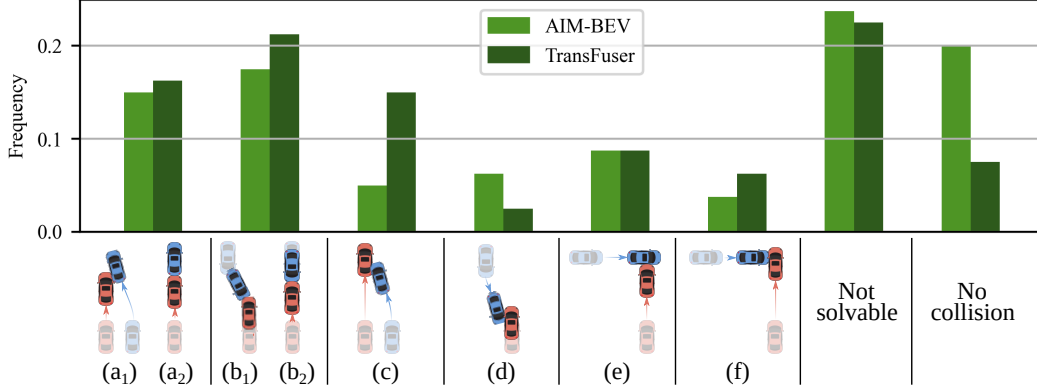 AIM-BEV
TransFuser
Frequency
0.2
0.1
0.0
(a₁)
(a₂)
(b₁)
(b₂)
(c)
(d)
(e)
(f)
Not
solvable
No
collision